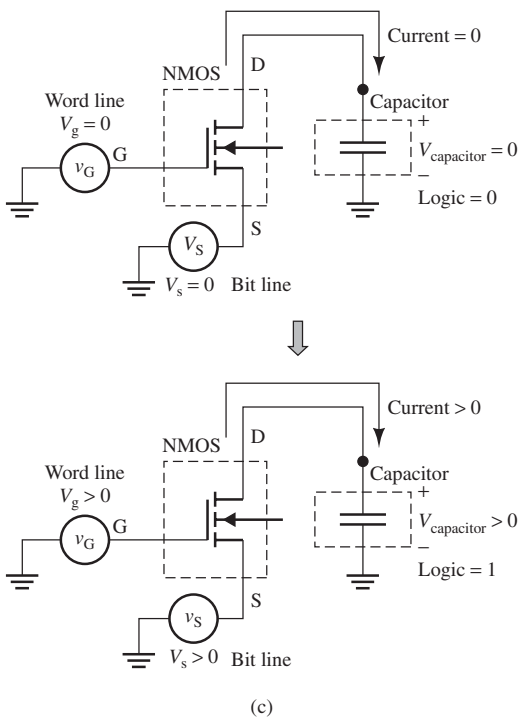 Current = 0
D
NMOS
Word line
Capacitor
V_g = 0
G
+
v_G
V_capacitor = 0
−
Logic = 0
S
V_S
V_s = 0 Bit line
Current > 0
D
NMOS
Word line
Capacitor
V_g > 0
G
+
v_G
V_capacitor > 0
−
Logic = 1
S
v_S
V_s > 0 Bit line
(c)